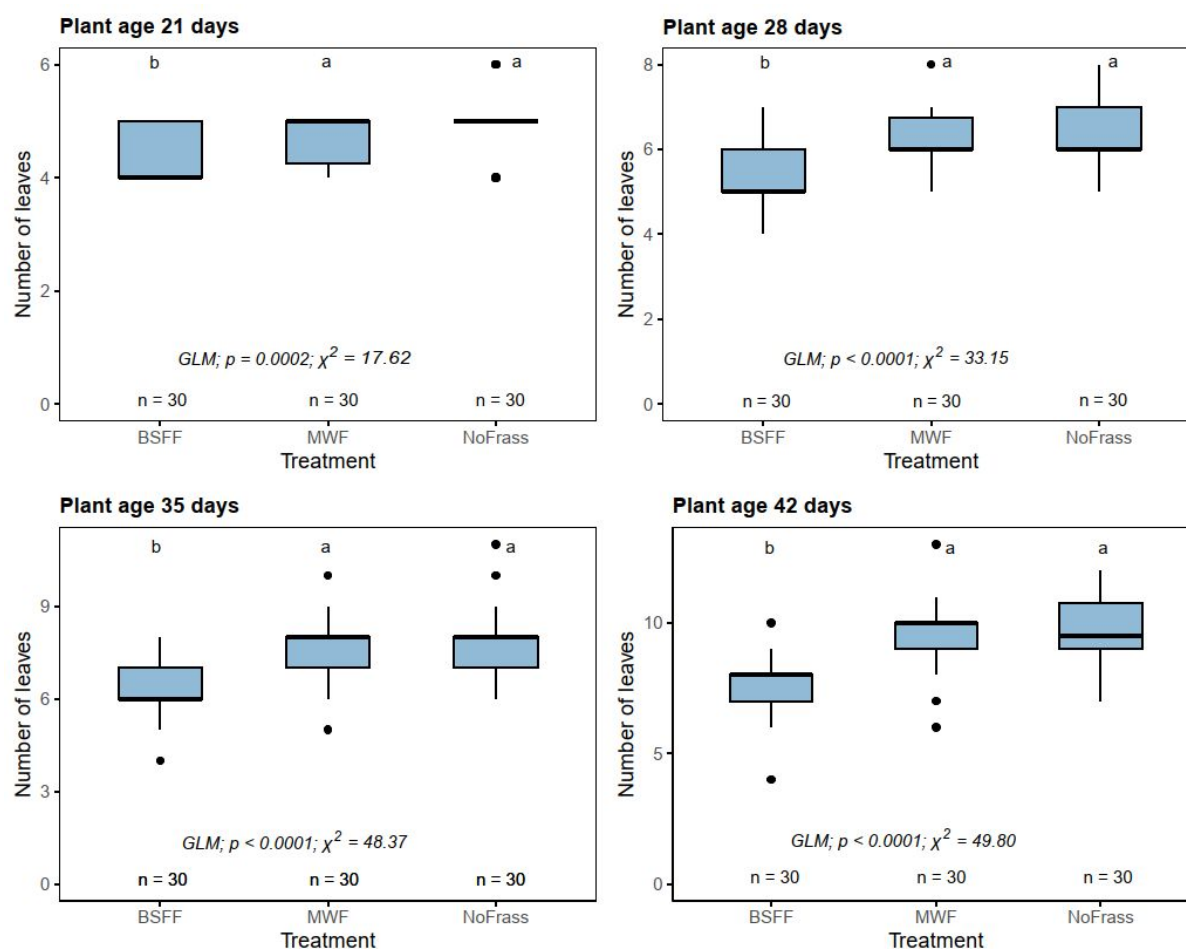 Plant age 21 days
b a a
Number of leaves
6
4
2
0
GLM; p = 0.0002; χ² = 17.62
n = 30 n = 30 n = 30
BSFF MWF NoFrass
Treatment
Plant age 28 days
b a a
Number of leaves
8
6
4
2
0
GLM; p < 0.0001; χ² = 33.15
n = 30 n = 30 n = 30
BSFF MWF NoFrass
Treatment
Plant age 35 days
b a a
Number of leaves
9
6
3
0
GLM; p < 0.0001; χ² = 48.37
n = 30 n = 30 n = 30
BSFF MWF NoFrass
Treatment
Plant age 42 days
b a a
Number of leaves
10
5
0
GLM; p < 0.0001; χ² = 49.80
n = 30 n = 30 n = 30
BSFF MWF NoFrass
Treatment